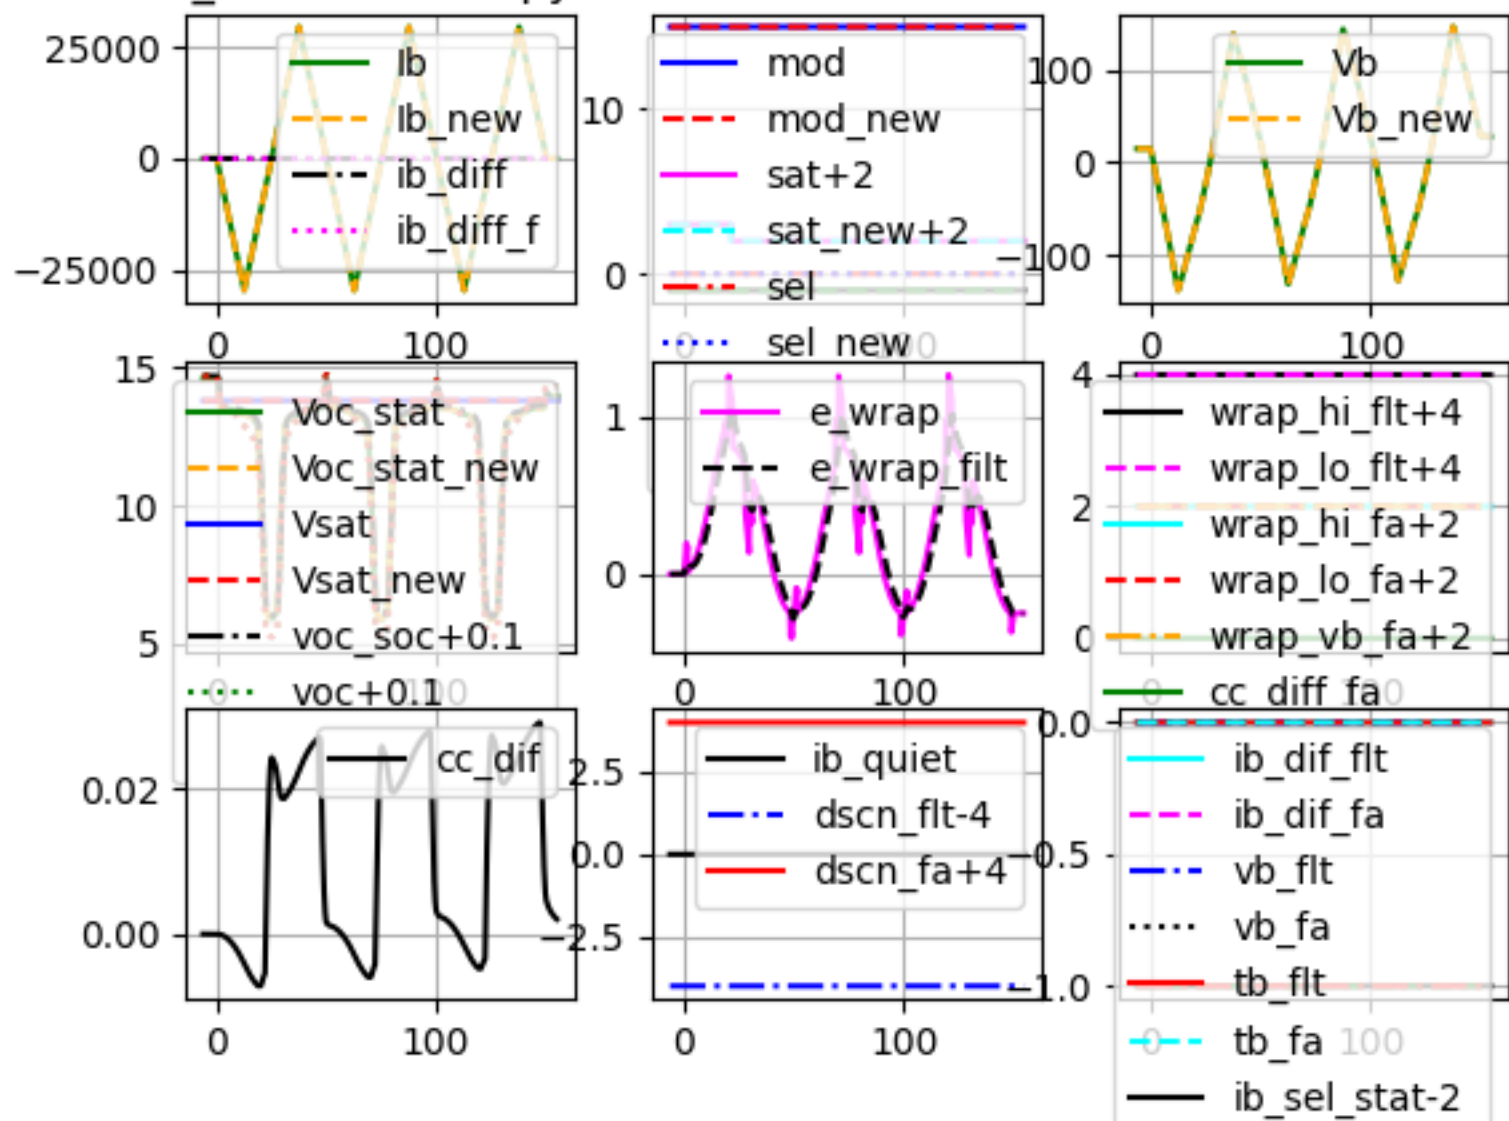 25000
0
−25000
Ib
Ib_new
ib_diff
ib_diff_f
0
100
10
0
mod
mod_new
sat+2
sat_new+2
sel
sel_new
0
100
0
−100
Vb
Vb_new
0
100
15
10
5
Voc_stat
Voc_stat_new
Vsat
Vsat_new
voc_soc+0.1
voc+0.1
0
1
0
e_wrap
e_wrap_filt
4
2
0
wrap_hi_flt+4
wrap_lo_flt+4
wrap_hi_fa+2
wrap_lo_fa+2
wrap_vb_fa+2
cc_diff_fa
0.02
0.00
cc_dif
0
100
2.5
0.0
−2.5
ib_quiet
dscn_flt-4
dscn_fa+4
0
100
0.0
−0.5
−1.0
ib_dif_flt
ib_dif_fa
vb_flt
vb_fa
tb_flt
tb_fa
ib_sel_stat-2
0
100